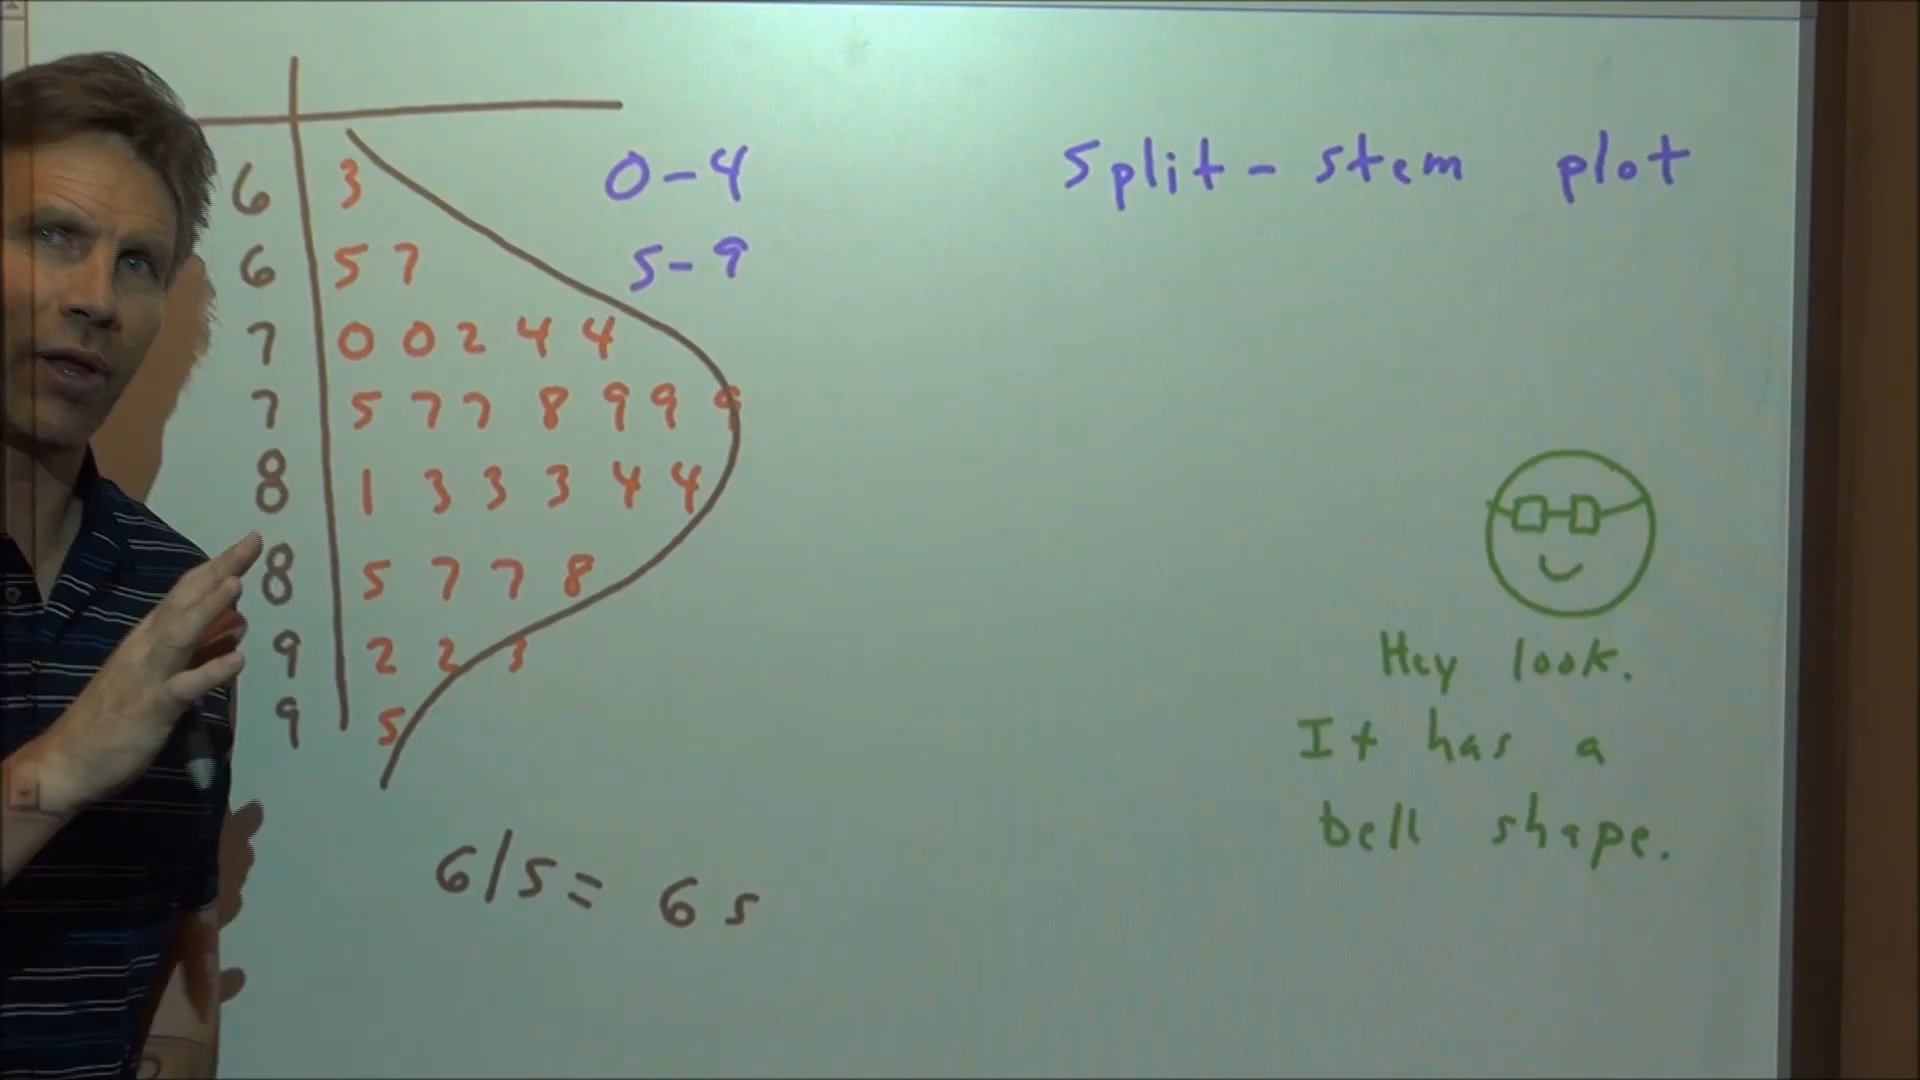 Split-stem plot
0-4
5-9
6 3
6 5 7
7 0 0 2 4 4
7 5 7 7 8 9 9 9
8 1 3 3 3 4 4
8 5 7 7 8
9 2 2 3
9 5
6/5 = 65
Hey look.
It has a
bell shape.